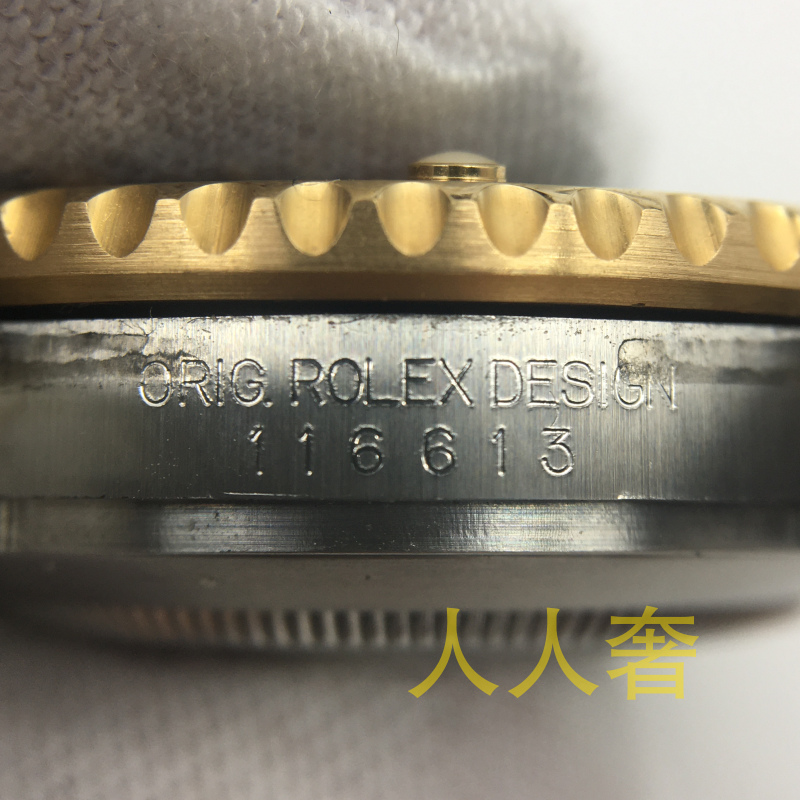 ORIG. ROLEX DESIGN
116613
人人奢